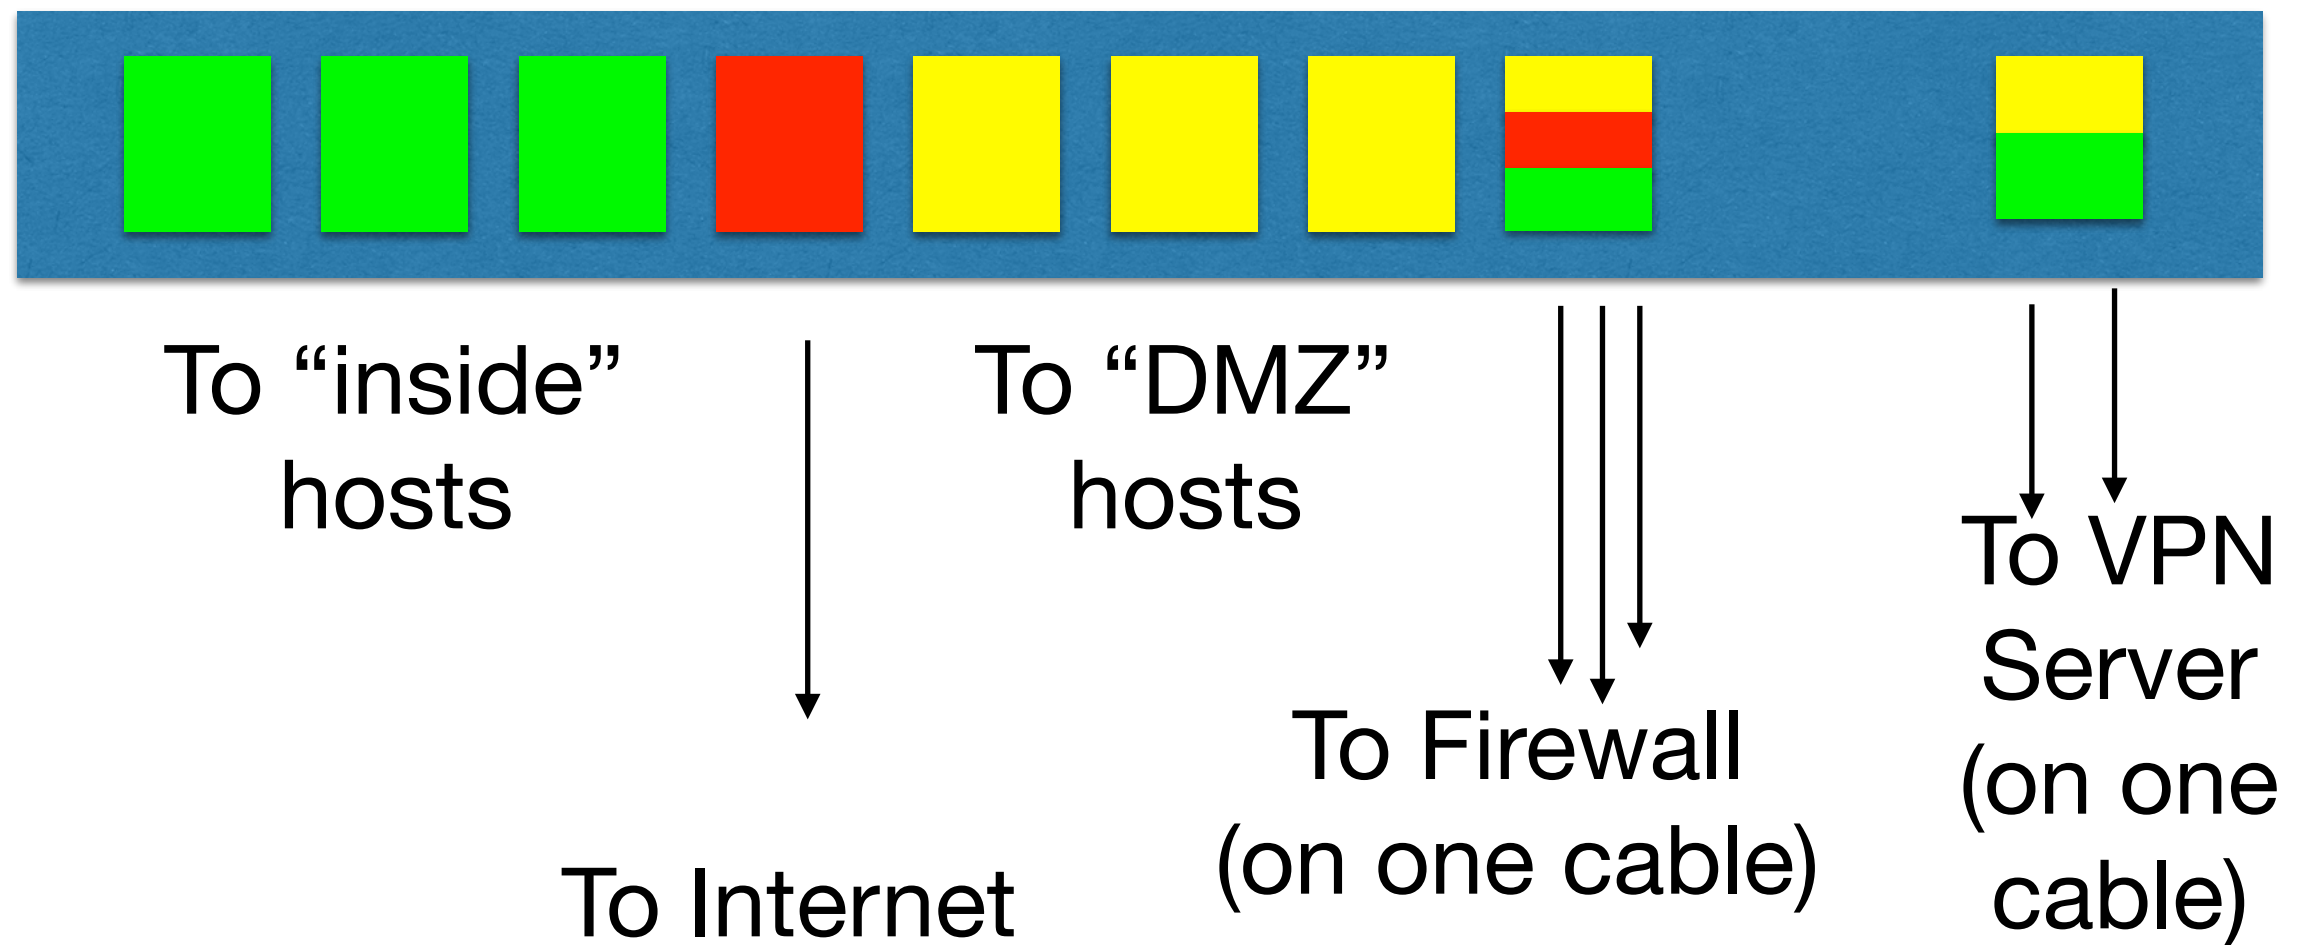 To “inside”
hosts
To “DMZ”
hosts
To Internet
To Firewall
(on one cable)
To VPN
Server
(on one
cable)